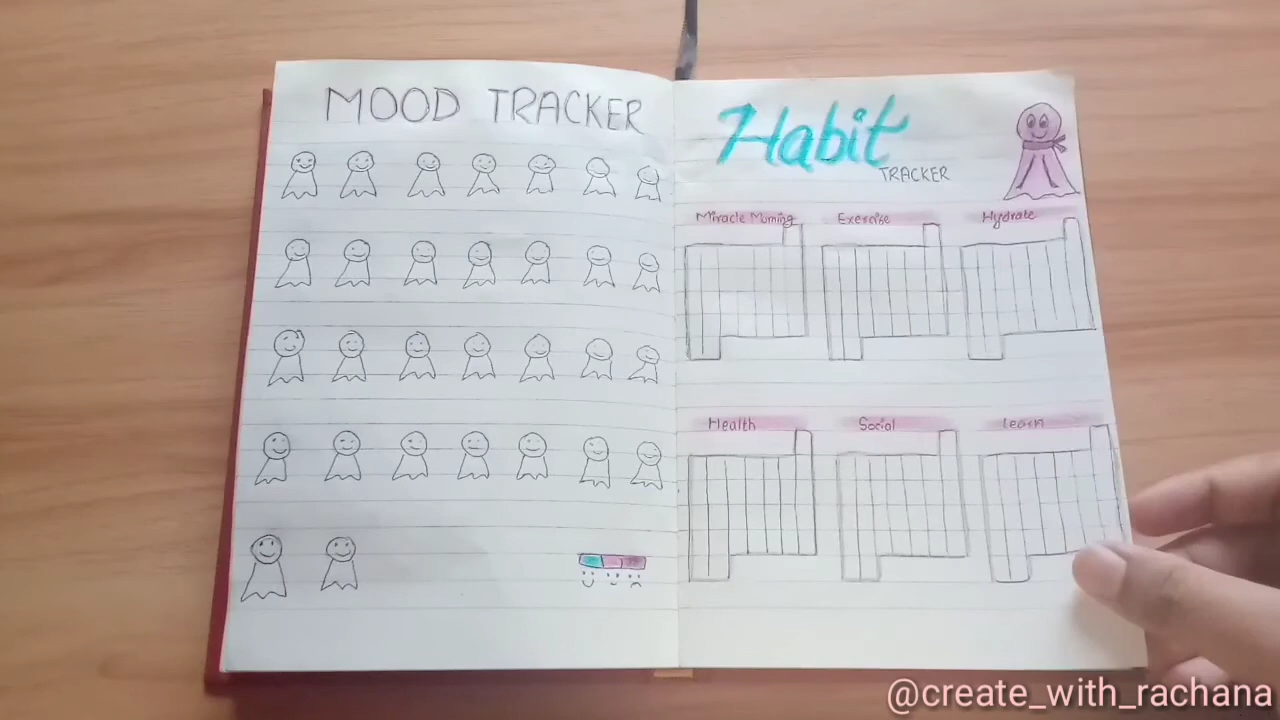 MOOD TRACKER
Habit
TRACKER
Miracle Morning
Exercise
Hydrate
Health
Social
Learn
@create_with_rachana